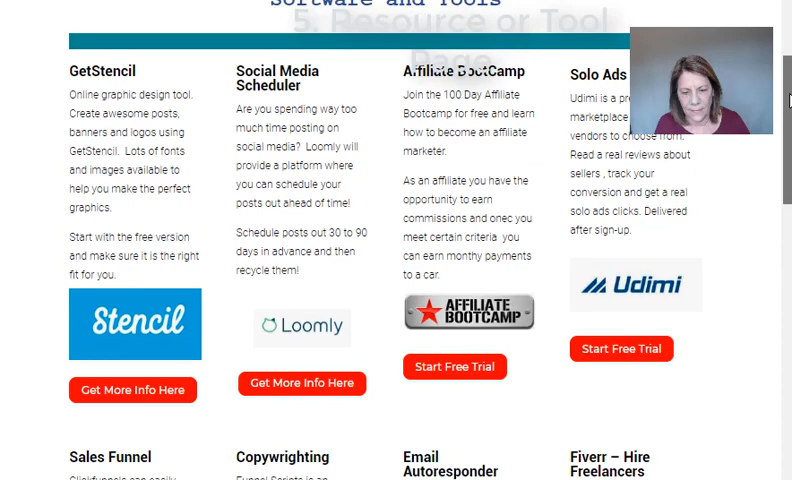 Software and Tools
5. Resource or Tool
Page
GetStencil
Online graphic design tool.
Create awesome posts,
banners and logos using
GetStencil. Lots of fonts
and images available to
help you make the perfect
graphics.
Start with the free version
and make sure it is the right
fit for you.
Stencil
Get More Info Here
Social Media
Scheduler
Are you spending way too
much time posting on
social media? Loomly will
provide a platform where
you can schedule your
posts out ahead of time!
Schedule posts out 30 to 90
days in advance and then
recycle them!
Loomly
Get More Info Here
Affiliate BootCamp
Join the 100 Day Affiliate
Bootcamp for free and learn
how to become an affiliate
marketer.
As an affiliate you have the
opportunity to earn
commissions and onec you
meet certain criteria you
can earn monthy payments
to a car.
AFFILIATE
BOOTCAMP
Start Free Trial
Solo Ads
Udimi is a
marketplace
vendors to choose from.
Read a real reviews about
sellers , track your
conversion and get a real
solo ads clicks. Delivered
after sign-up.
Udimi
Start Free Trial
Sales Funnel
Copywrighting
Email
Autoresponder
Fiverr – Hire
Freelancers